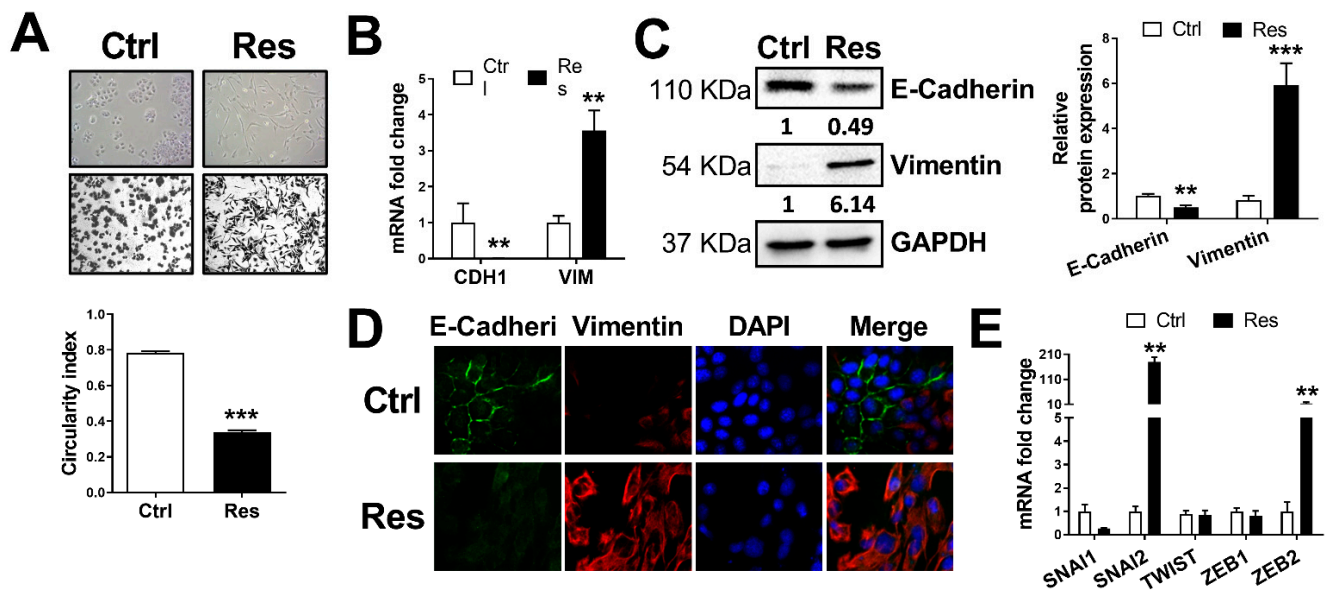 A
Ctrl Res
Circularity index
1.0
0.8
0.6
0.4
0.2
0.0
***
Ctrl Res
B
mRNA fold change
Ctr
l
Re
s
5
4
3
2
1
0
**
**
CDH1 VIM
C
Ctrl Res
110 KDa E-Cadherin
1 0.49
54 KDa Vimentin
1 6.14
37 KDa GAPDH
Relative
protein expression
Ctrl Res
8
6
4
2
0
**
***
E-Cadherin Vimentin
D
E-Cadheri Vimentin DAPI Merge
Ctrl
Res
E
Ctrl Res
mRNA fold change
210
110
10
5
4
3
2
1
0
**
**
SNAI1 SNAI2 TWIST ZEB1 ZEB2